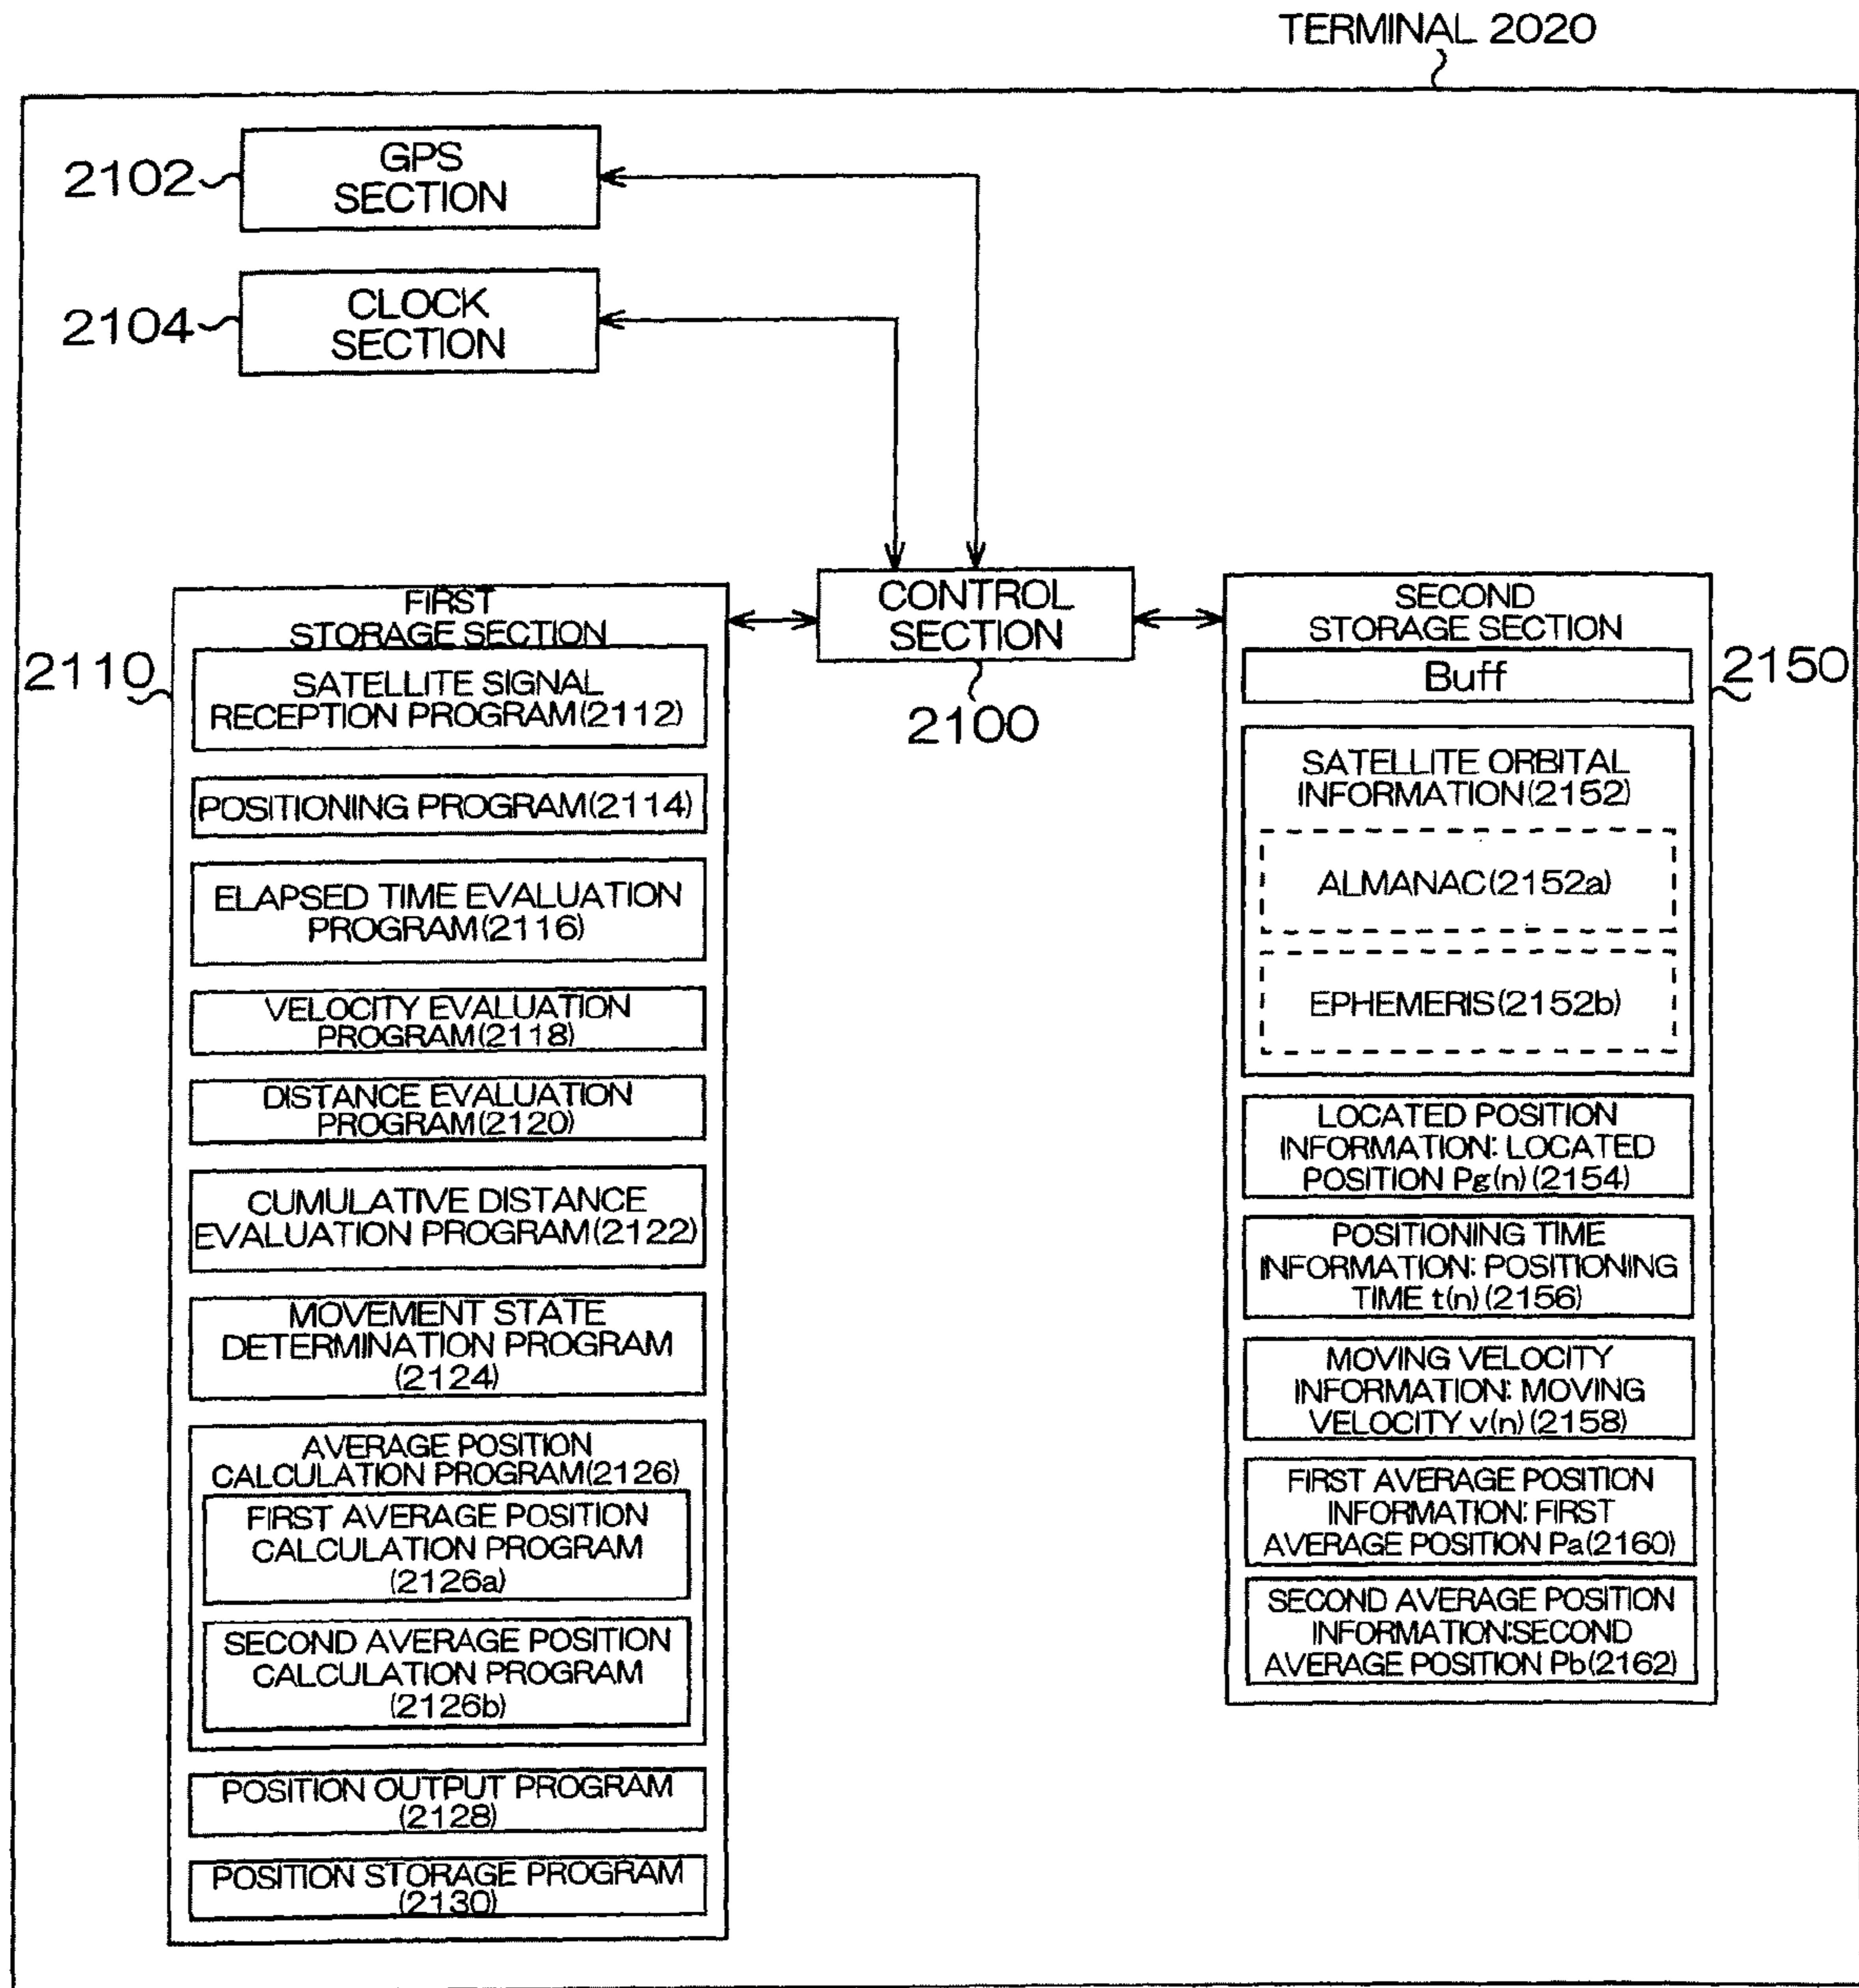 TERMINAL 2020
GPS
SECTION
2102
CLOCK
SECTION
2104
CONTROL
SECTION
2100
FIRST
STORAGE SECTION
2110
SATELLITE SIGNAL
RECEPTION PROGRAM(2112)
POSITIONING PROGRAM(2114)
ELAPSED TIME EVALUATION
PROGRAM(2116)
VELOCITY EVALUATION
PROGRAM(2118)
DISTANCE EVALUATION
PROGRAM(2120)
CUMULATIVE DISTANCE
EVALUATION PROGRAM(2122)
MOVEMENT STATE
DETERMINATION PROGRAM
(2124)
AVERAGE POSITION
CALCULATION PROGRAM(2126)
FIRST AVERAGE POSITION
CALCULATION PROGRAM
(2126a)
SECOND AVERAGE POSITION
CALCULATION PROGRAM
(2126b)
POSITION OUTPUT PROGRAM
(2128)
POSITION STORAGE PROGRAM
(2130)
SECOND
STORAGE SECTION
2150
Buff
SATELLITE ORBITAL
INFORMATION(2152)
ALMANAC(2152a)
EPHEMERIS(2152b)
LOCATED POSITION
INFORMATION: LOCATED
POSITION Pg(n)(2154)
POSITIONING TIME
INFORMATION: POSITIONING
TIME t(n)(2156)
MOVING VELOCITY
INFORMATION: MOVING
VELOCITY v(n)(2158)
FIRST AVERAGE POSITION
INFORMATION: FIRST
AVERAGE POSITION Pa(2160)
SECOND AVERAGE POSITION
INFORMATION:SECOND
AVERAGE POSITION Pb(2162)